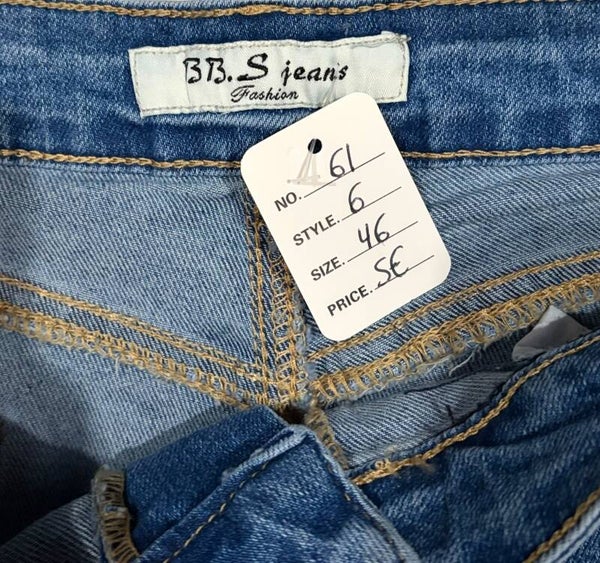 BB.S jeans
Fashion
NO. 61
STYLE. 6
SIZE. 46
PRICE. 5€